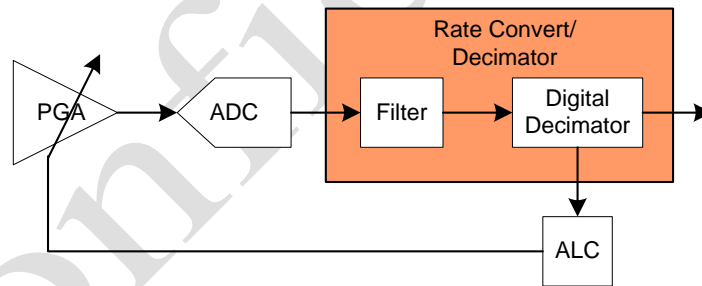 Rate Convert/
Decimator
PGA
ADC
Filter
Digital
Decimator
ALC